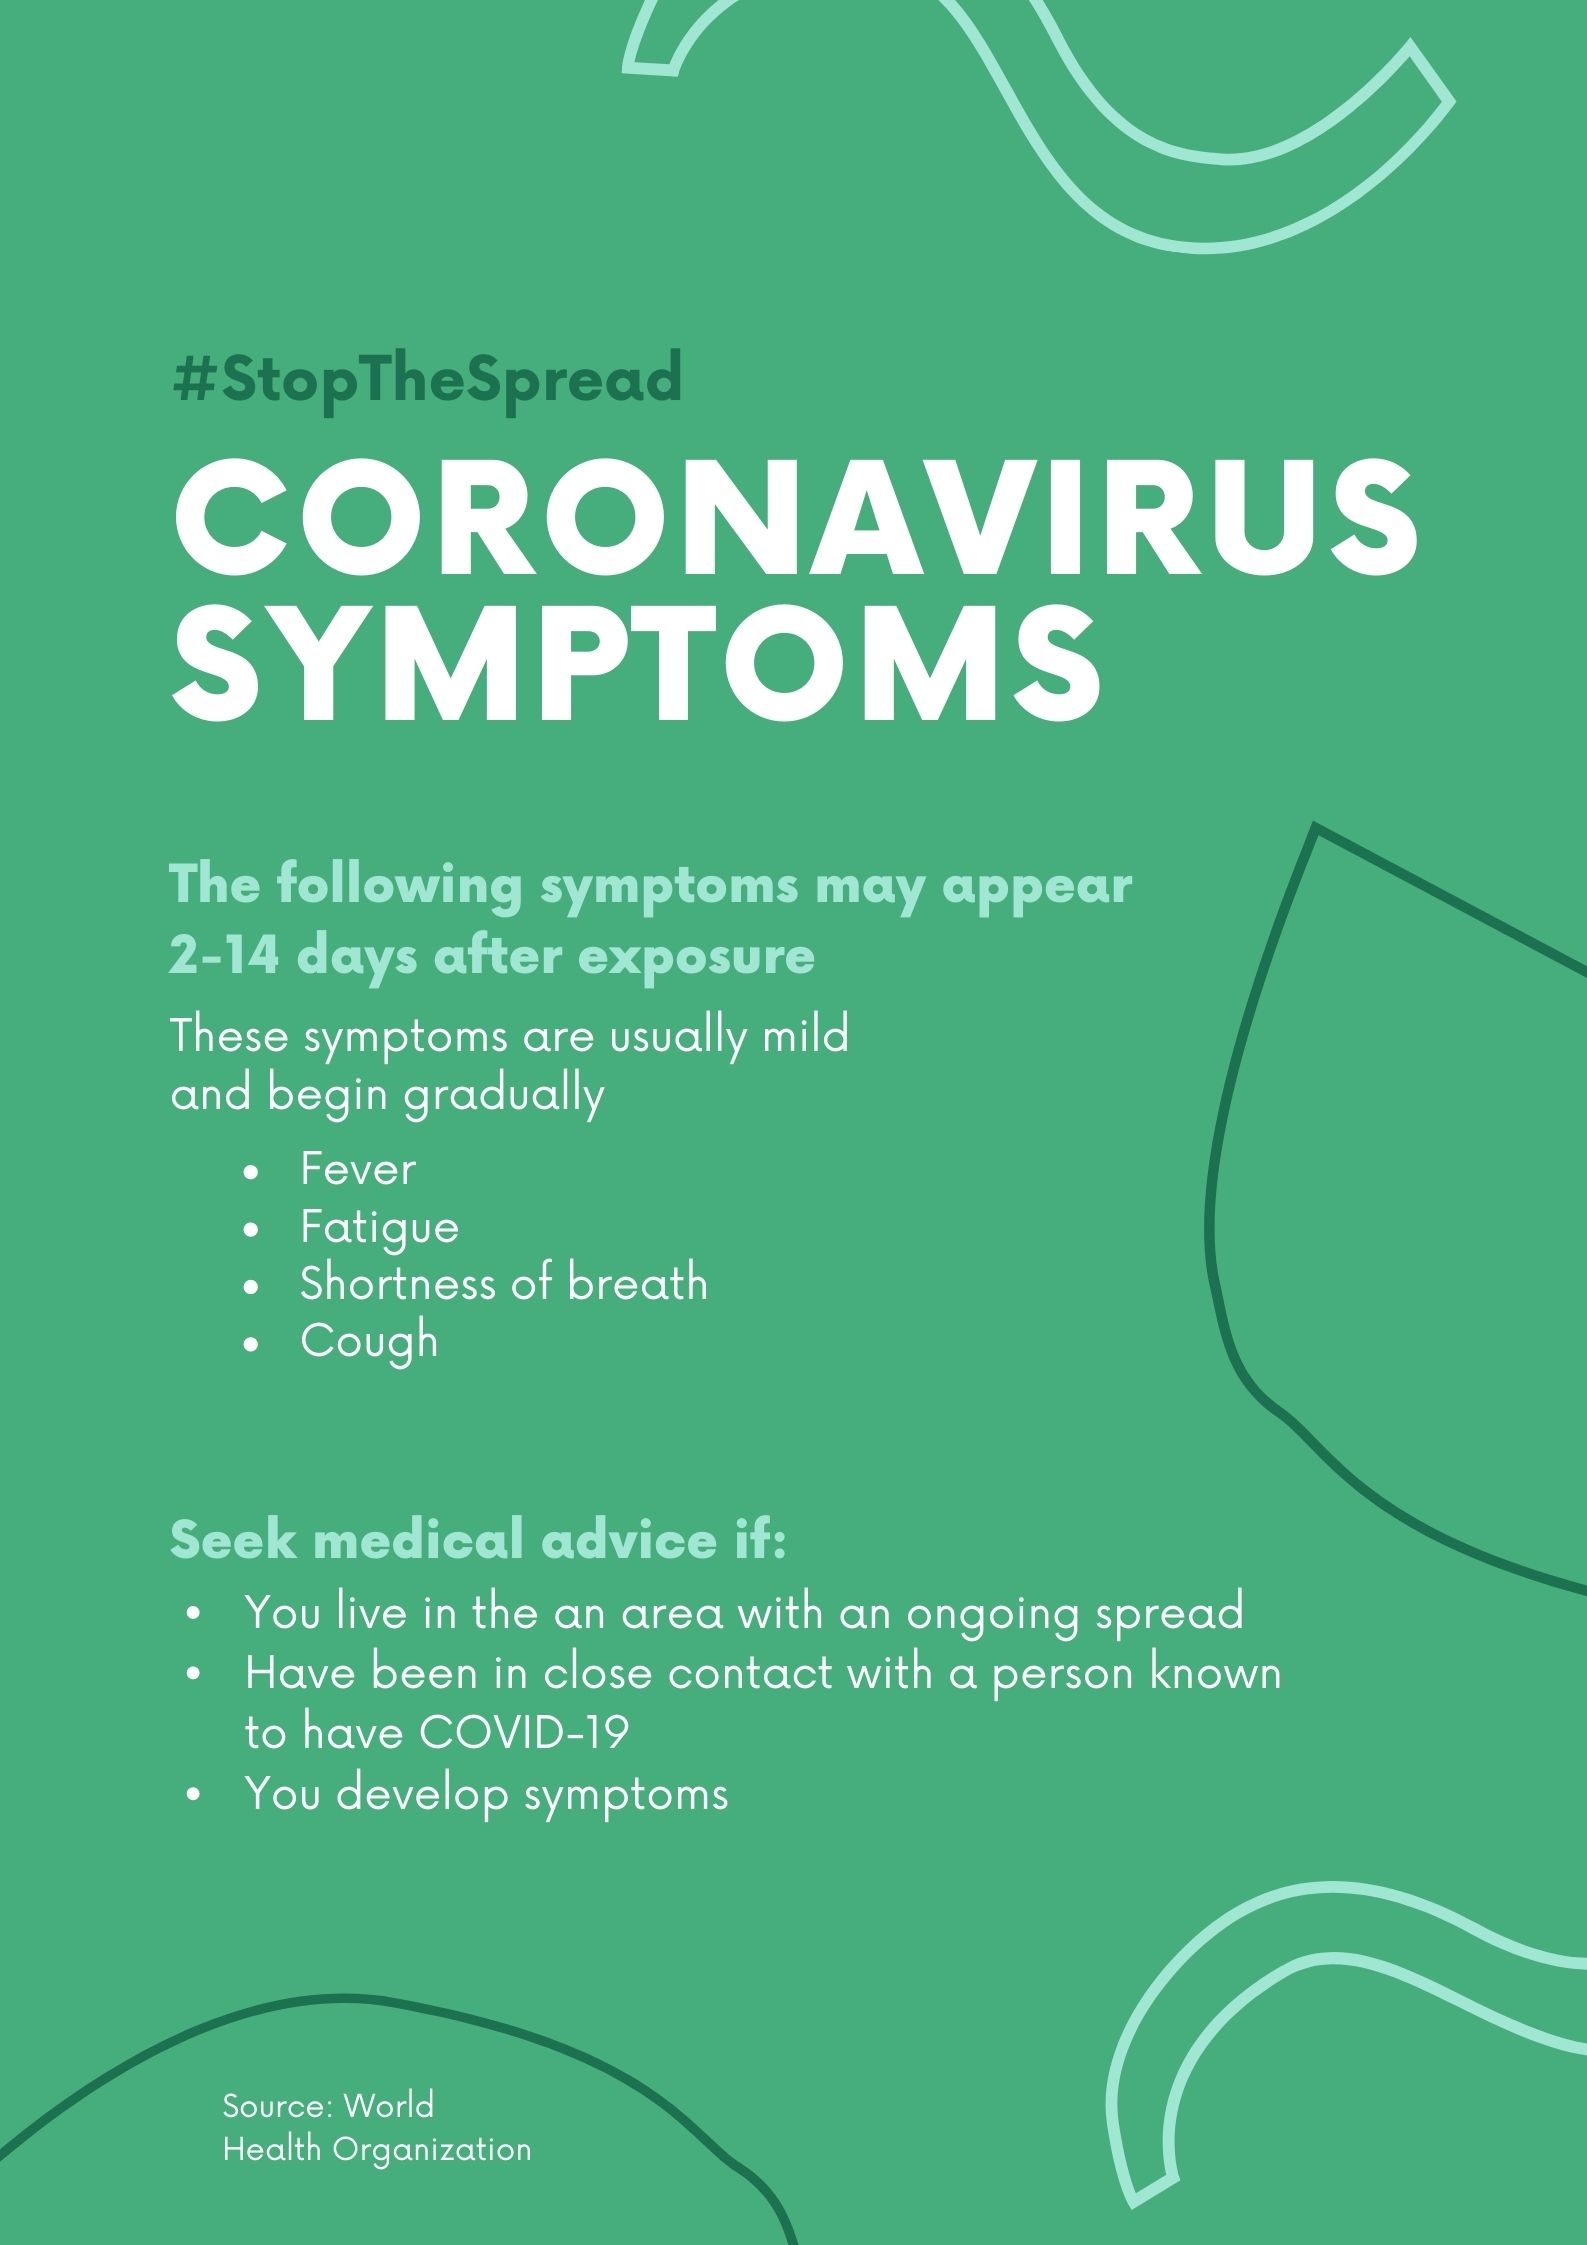 #StopTheSpread
CORONAVIRUS
SYMPTOMS
The following symptoms may appear
2-14 days after exposure
These symptoms are usually mild
and begin gradually
• Fever
• Fatigue
• Shortness of breath
• Cough
Seek medical advice if:
• You live in the an area with an ongoing spread
• Have been in close contact with a person known
to have COVID-19
• You develop symptoms
Source: World
Health Organization